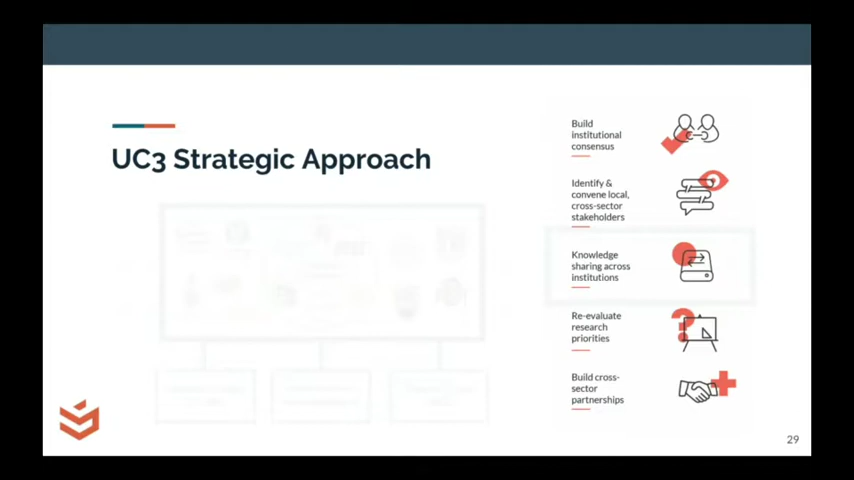 UC3 Strategic Approach
Build
institutional
consensus
Identify &
convene local,
cross-sector
stakeholders
Knowledge
sharing across
institutions
Re-evaluate
research
priorities
Build cross-
sector
partnerships
29